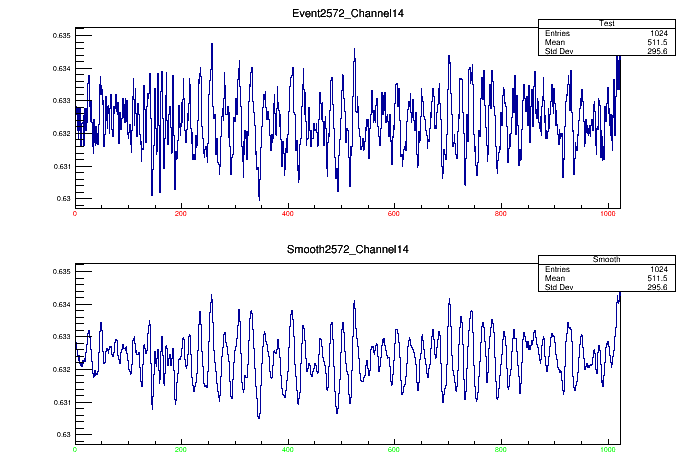 Event2572_Channel14
Test
Entries 1024
Mean 511.5
Std Dev 295.6
0.635
0.634
0.633
0.632
0.631
0.63
0 200 400 600 800 1000
Smooth2572_Channel14
Smooth
Entries 1024
Mean 511.5
Std Dev 295.6
0.635
0.634
0.633
0.632
0.631
0.63
0 200 400 600 800 1000